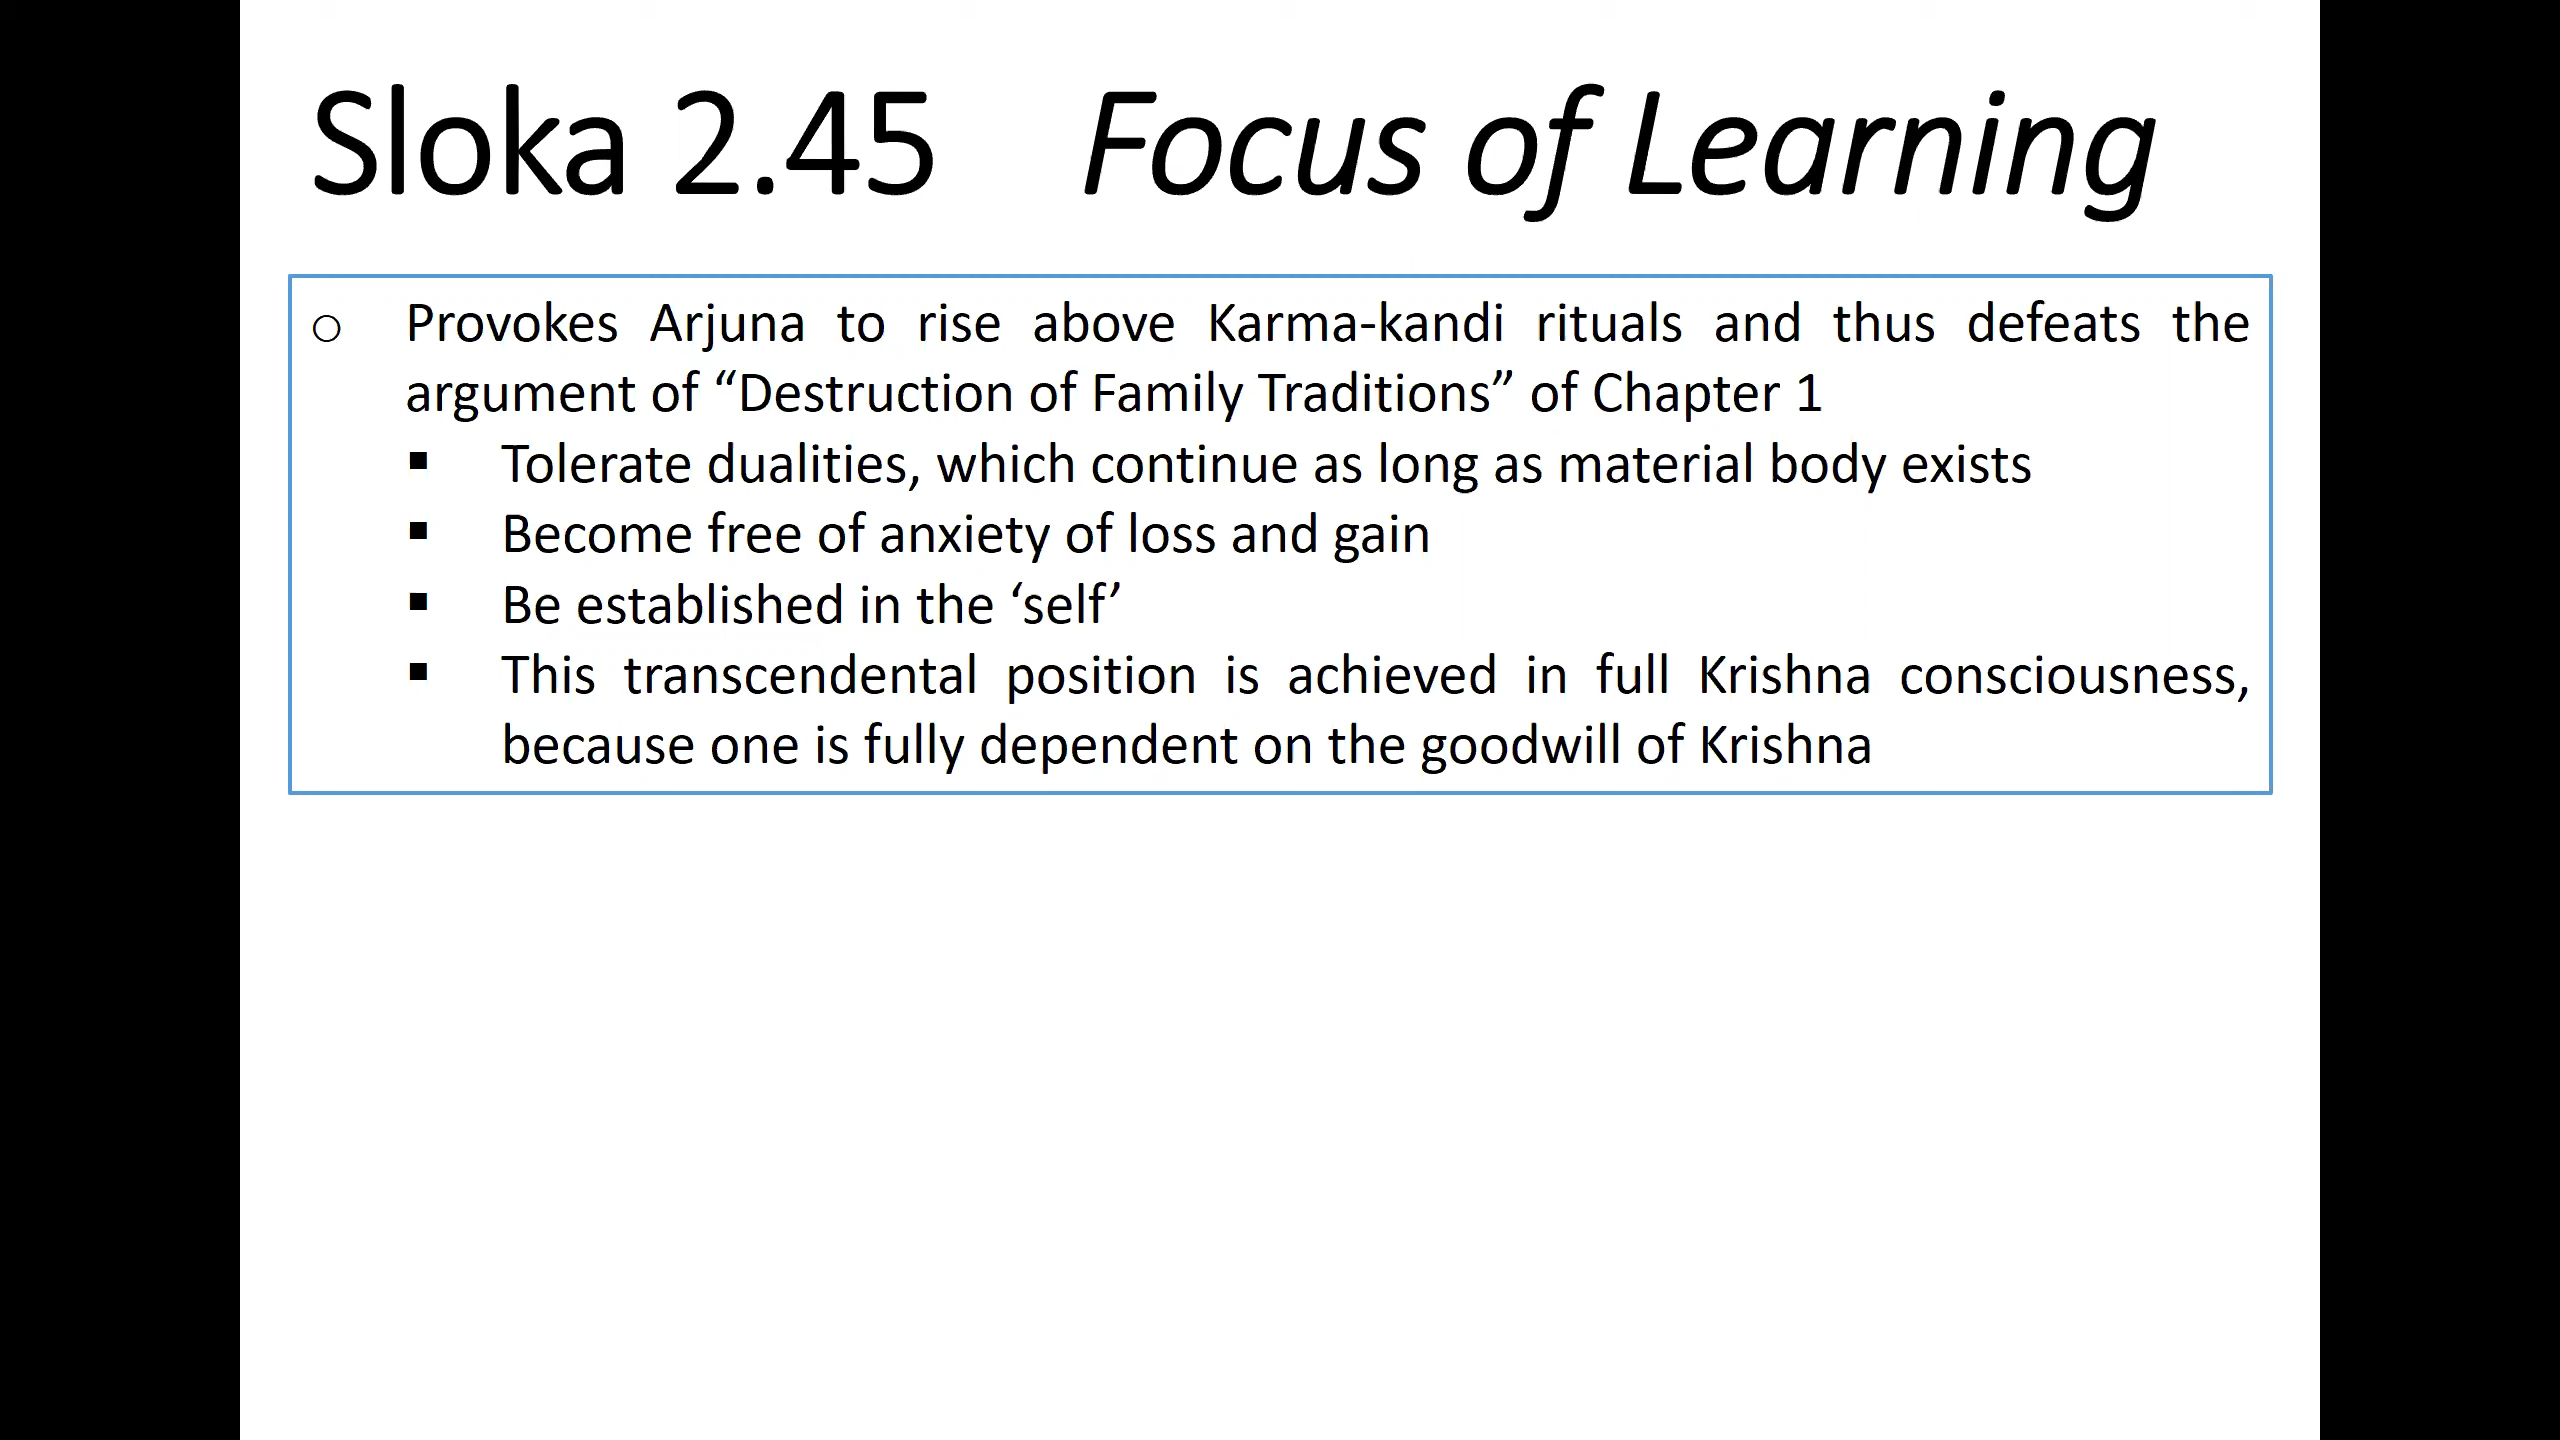 Sloka 2.45 Focus of Learning
○ Provokes Arjuna to rise above Karma-kandi rituals and thus defeats the
argument of “Destruction of Family Traditions” of Chapter 1
▪ Tolerate dualities, which continue as long as material body exists
▪ Become free of anxiety of loss and gain
▪ Be established in the ‘self’
▪ This transcendental position is achieved in full Krishna consciousness,
because one is fully dependent on the goodwill of Krishna